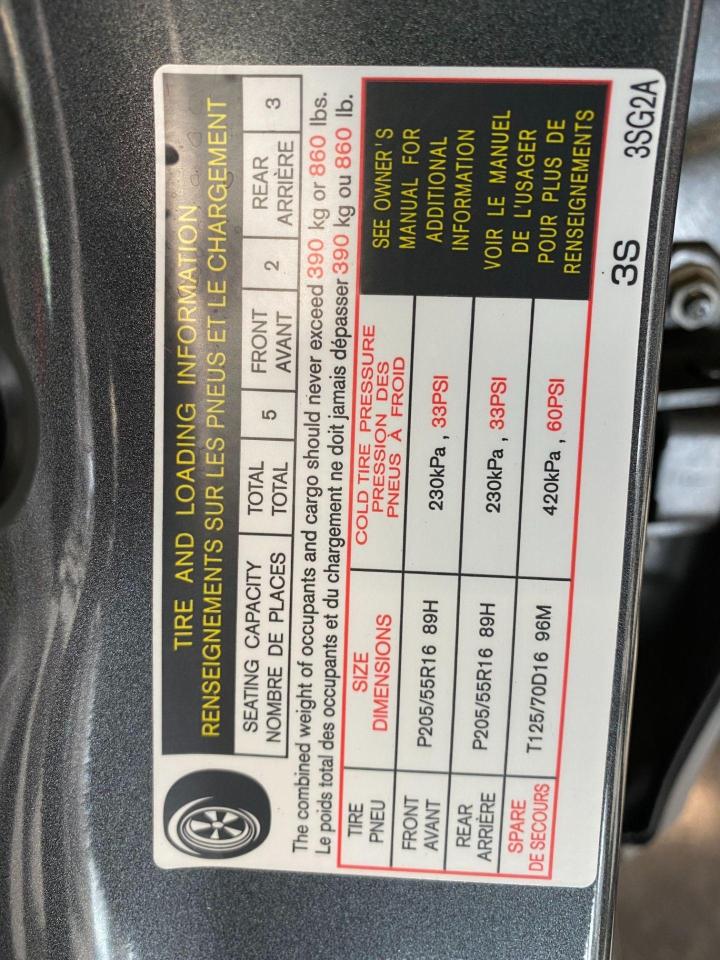 TIRE AND LOADING INFORMATION
RENSEIGNEMENTS SUR LES PNEUS ET LE CHARGEMENT
SEATING CAPACITY
NOMBRE DE PLACES
TOTAL
TOTAL
5
FRONT
AVANT
2
REAR
ARRIÈRE
3
The combined weight of occupants and cargo should never exceed 390 kg or 860 lbs.
Le poids total des occupants et du chargement ne doit jamais dépasser 390 kg ou 860 lb.
TIRE
PNEU
SIZE
DIMENSIONS
COLD TIRE PRESSURE
PRESSION DES
PNEUS À FROID
FRONT
AVANT
P205/55R16 89H
230kPa , 33PSI
REAR
ARRIÈRE
P205/55R16 89H
230kPa , 33PSI
SPARE
DE SECOURS
T125/70D16 96M
420kPa , 60PSI
SEE OWNER'S
MANUAL FOR
ADDITIONAL
INFORMATION
VOIR LE MANUEL
DE L'USAGER
POUR PLUS DE
RENSEIGNEMENTS
3S
3SG2A